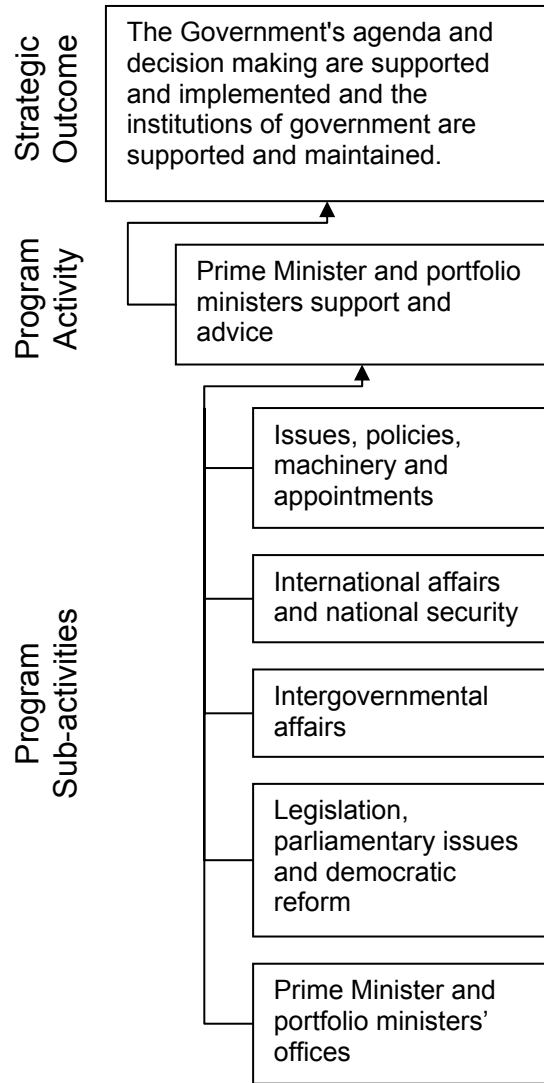 Strategic
Outcome
The Government's agenda and
decision making are supported
and implemented and the
institutions of government are
supported and maintained.
Program
Activity
Prime Minister and portfolio
ministers support and
advice
Program
Sub-activities
Issues, policies,
machinery and
appointments
International affairs
and national security
Intergovernmental
affairs
Legislation,
parliamentary issues
and democratic
reform
Prime Minister and
portfolio ministers’
offices